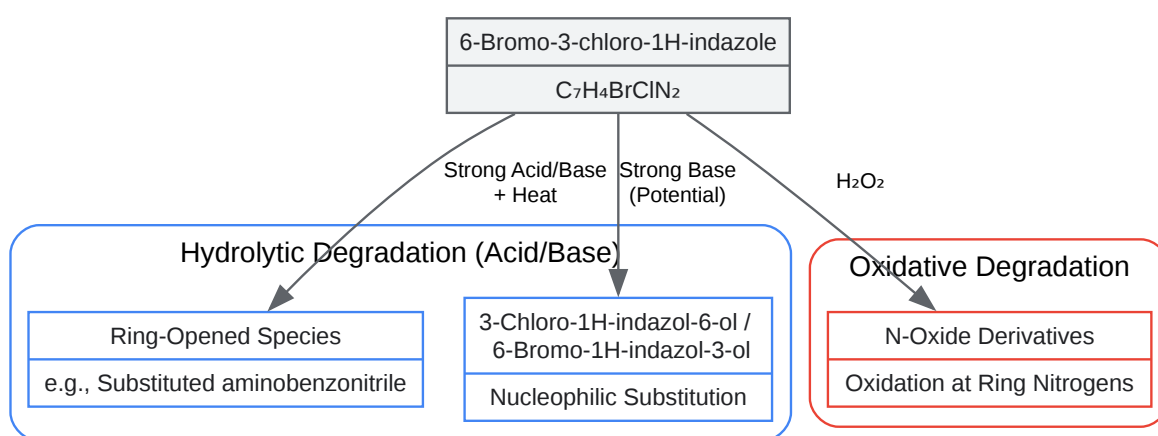 6-Bromo-3-chloro-1H-indazole
C₇H₄BrClN₂
Strong Acid/Base
+ Heat
Strong Base
(Potential)
H₂O₂
Hydrolytic Degradation (Acid/Base)
Oxidative Degradation
Ring-Opened Species
e.g., Substituted aminobenzonitrile
3-Chloro-1H-indazol-6-ol /
6-Bromo-1H-indazol-3-ol
Nucleophilic Substitution
N-Oxide Derivatives
Oxidation at Ring Nitrogens